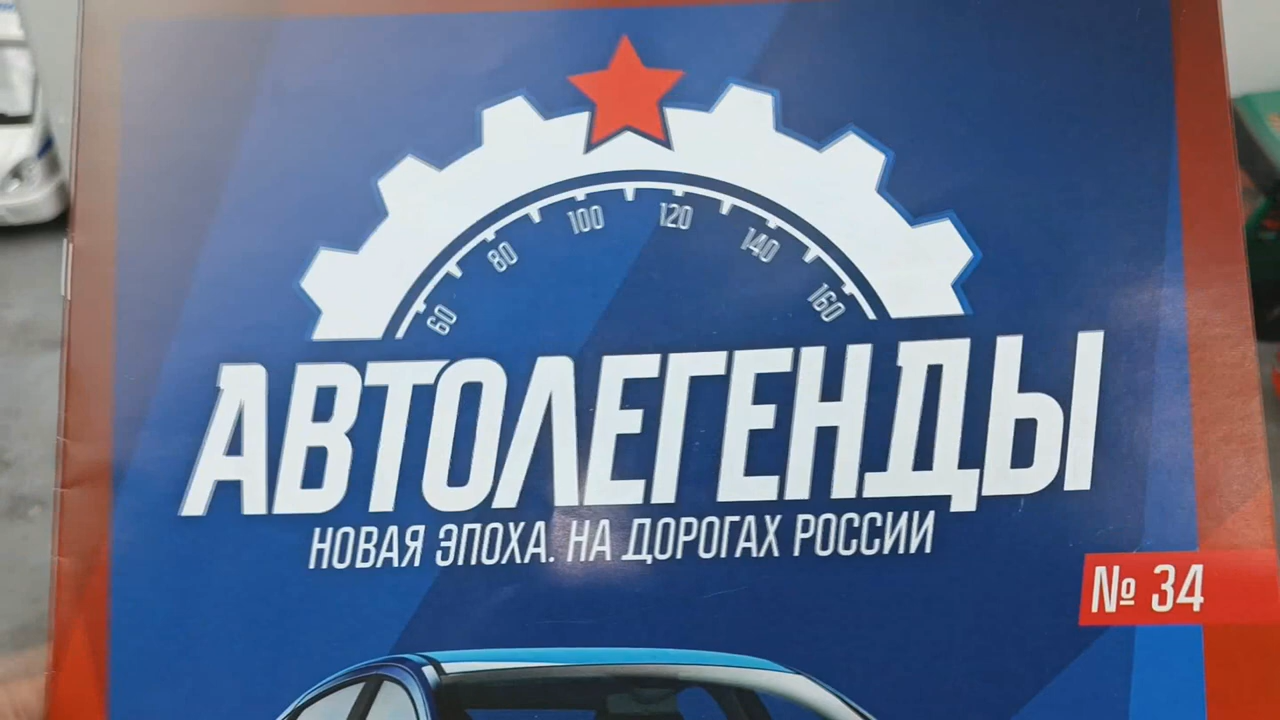 60 80 100 120 140 160
АВТОЛЕГЕНДЫ
НОВАЯ ЭПОХА. НА ДОРОГАХ РОССИИ
№ 34